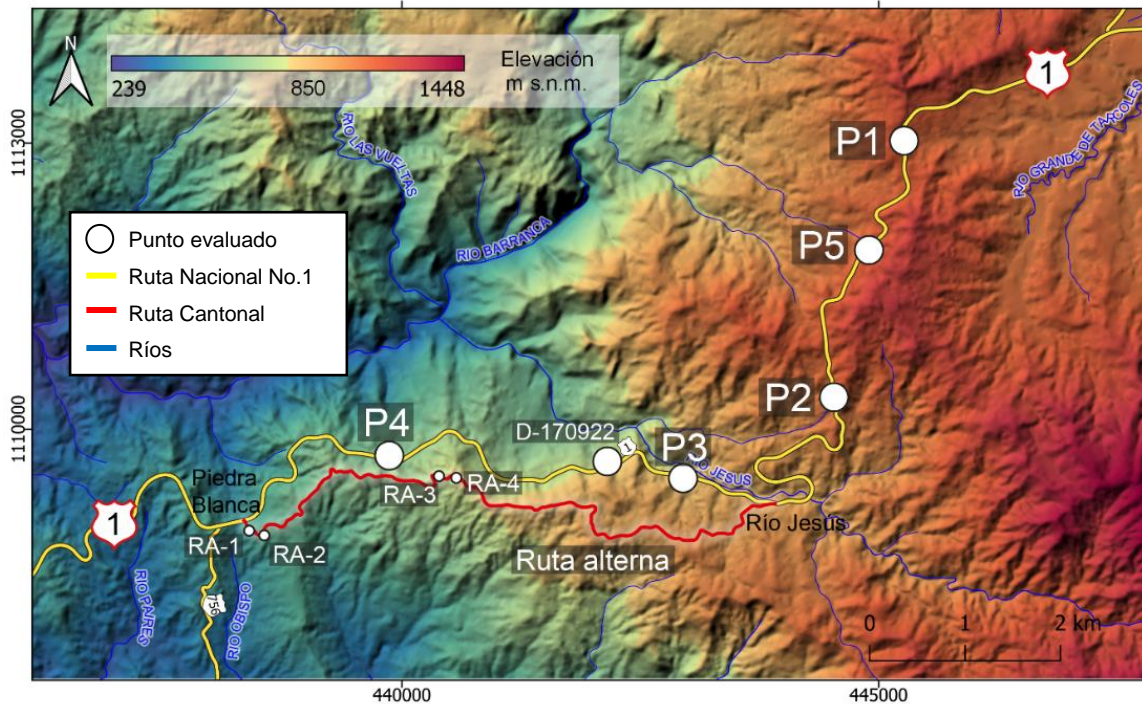 N
Elevación
m s.n.m.
239 850 1448
1
RIO LAS VUELTAS
RIO GRANDE DE TARCOLES
1113000
P1
Punto evaluado
Ruta Nacional No.1
Ruta Cantonal
Ríos
RIO BARRANCA
P5
P2
1110000
P4
D-170922
1
P3
RIO JESUS
Piedra
Blanca
RA-3
RA-4
1
RA-1
RA-2
Río Jesús
Ruta alterna
RIO PAIRES
756
RIO OBISPO
0 1 2 km
440000
445000